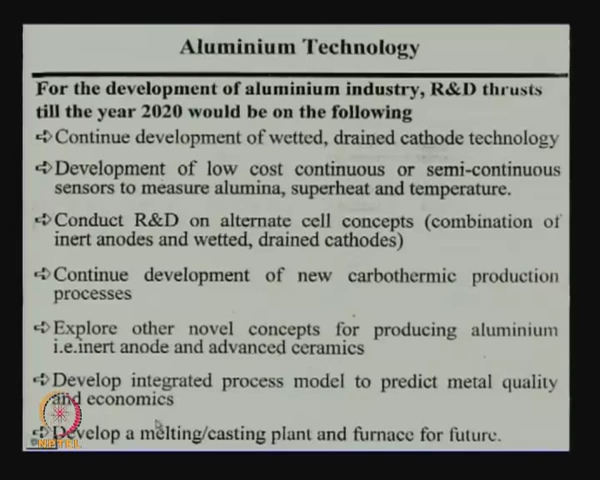 Aluminium Technology
For the development of aluminium industry, R&D thrusts
till the year 2020 would be on the following
Continue development of wetted, drained cathode technology
Development of low cost continuous or semi-continuous
sensors to measure alumina, superheat and temperature.
Conduct R&D on alternate cell concepts (combination of
inert anodes and wetted, drained cathodes)
Continue development of new carbothermic production
processes
Explore other novel concepts for producing aluminium
i.e.inert anode and advanced ceramics
Develop integrated process model to predict metal quality
and economics
Develop a melting/casting plant and furnace for future.
NPTEL